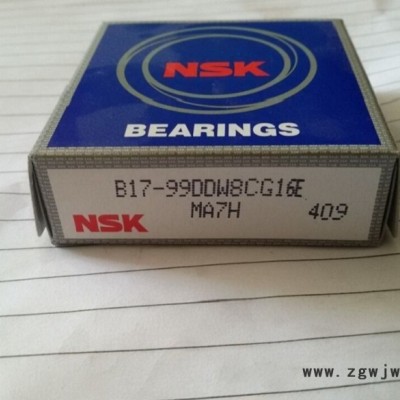 NSK
BEARINGS
B17-99DDW8CG16E
NSK MA7H 409
www.zgwjw